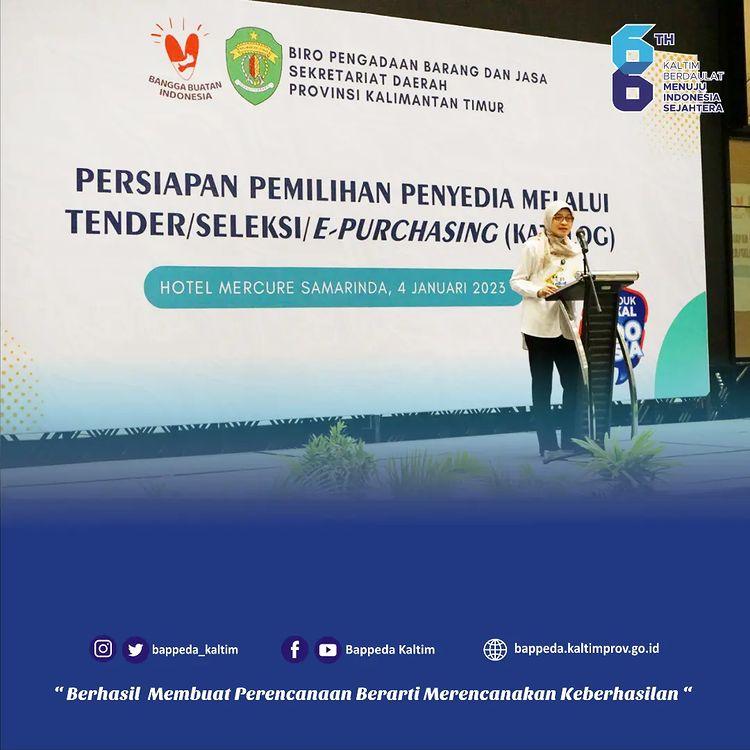 BANGGA BUATAN
INDONESIA
BIRO PENGADAAN BARANG DAN JASA
SEKRETARIAT DAERAH
PROVINSI KALIMANTAN TIMUR
66TH
KALTIM
BERDAULAT
MENUJU
INDONESIA
SEJAHTERA
PERSIAPAN PEMILIHAN PENYEDIA MELALUI
TENDER/SELEKSI/E-PURCHASING (KATALOG)
HOTEL MERCURE SAMARINDA, 4 JANUARI 2023
bappeda_kaltim
Bappeda Kaltim
bappeda.kaltimprov.go.id
“ Berhasil Membuat Perencanaan Berarti Merencanakan Keberhasilan “